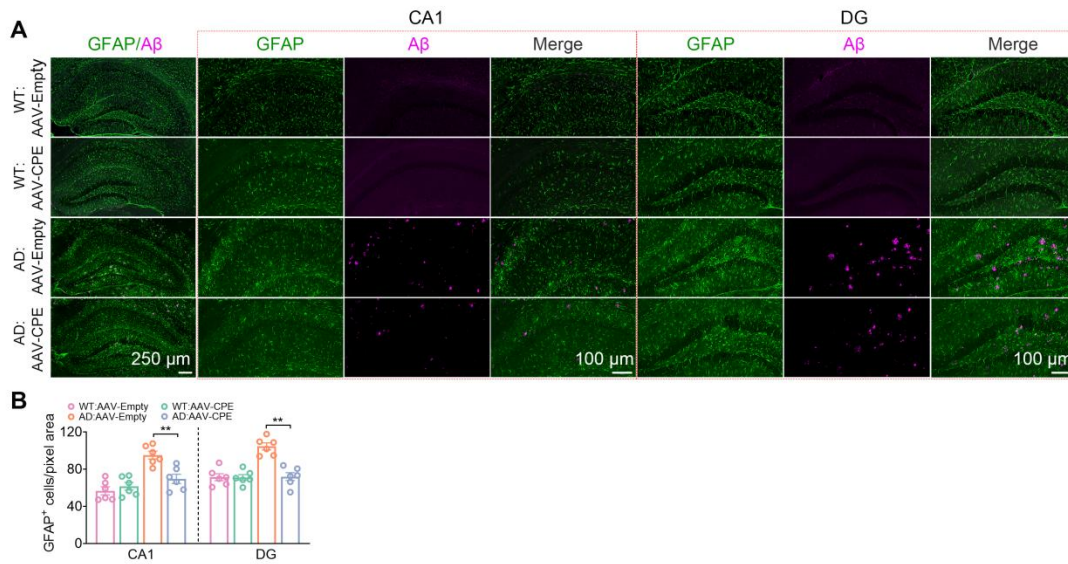 CA1 DG
A
GFAP/Aβ GFAP Aβ Merge GFAP Aβ Merge
WT:
AAV-Empty
WT:
AAV-CPE
AD:
AAV-Empty
AD:
AAV-CPE
250 µm 100 µm 100 µm
B
WT:AAV-Empty WT:AAV-CPE
AD:AAV-Empty AD:AAV-CPE
** **
GFAP⁺ cells/pixel area
120
80
40
0
CA1 DG